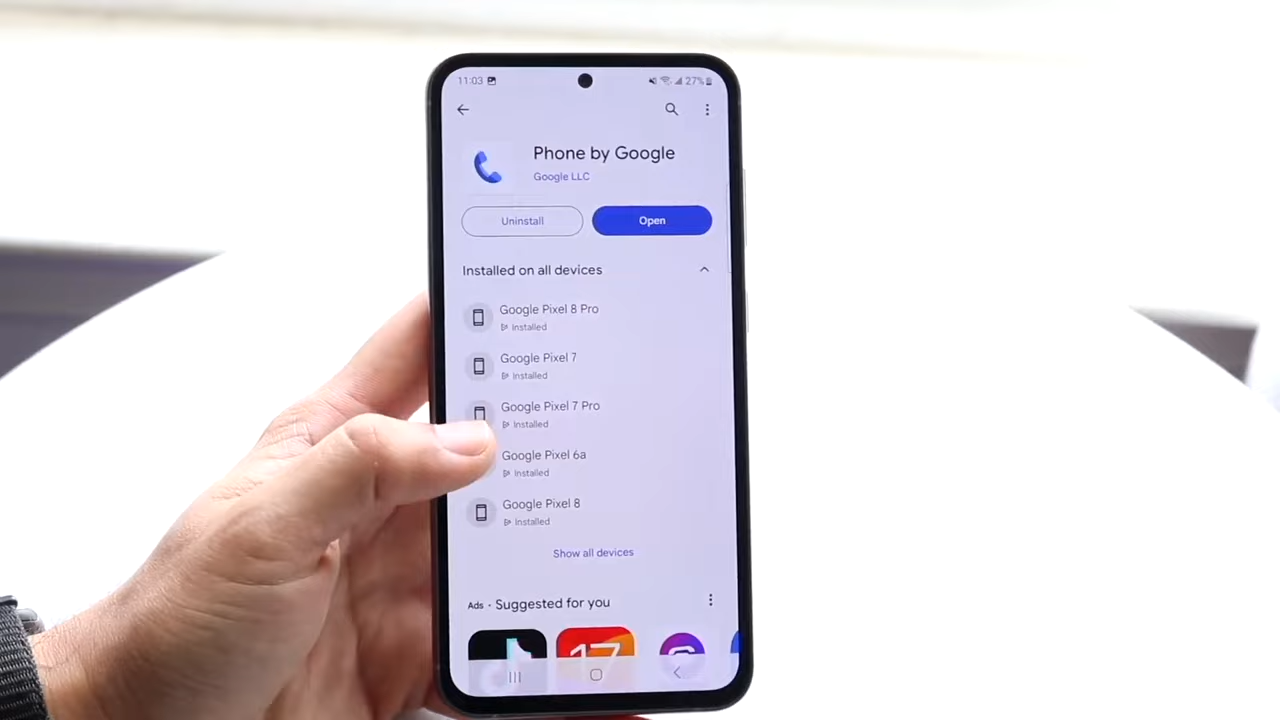 11:03
27%
Phone by Google
Google LLC
Uninstall
Open
Installed on all devices
Google Pixel 8 Pro
Installed
Google Pixel 7
Installed
Google Pixel 7 Pro
Installed
Google Pixel 6a
Installed
Google Pixel 8
Installed
Show all devices
Ads · Suggested for you
17